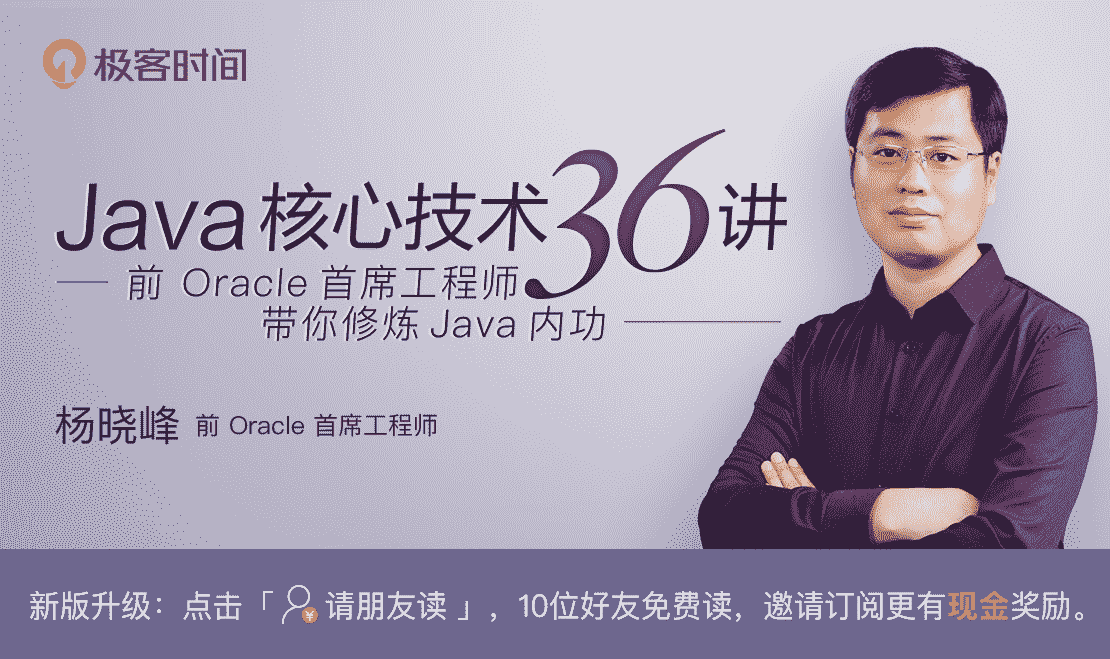 极客时间
Java 核心技术36讲
前 Oracle 首席工程师
带你修炼 Java 内功
杨晓峰 前 Oracle 首席工程师
新版升级：点击「请朋友读」，10位好友免费读，邀请订阅更有现金奖励。